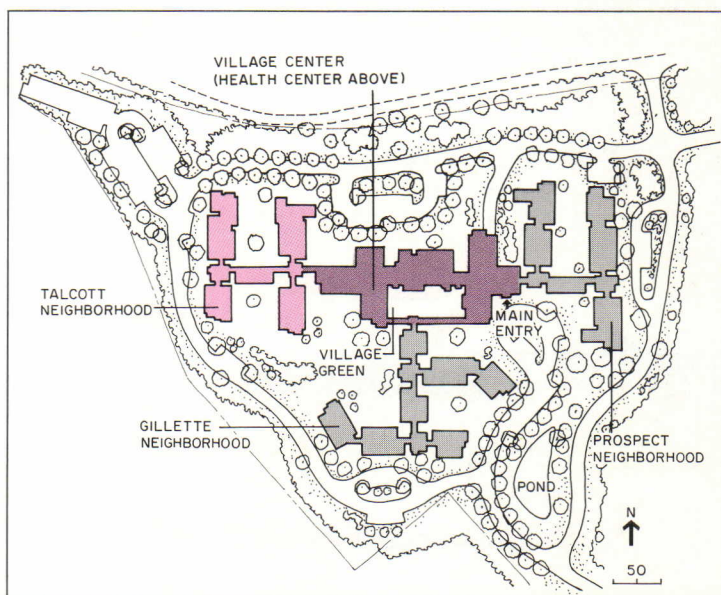 VILLAGE CENTER
(HEALTH CENTER ABOVE)
TALCOTT
NEIGHBORHOOD
MAIN
ENTRY
VILLAGE
GREEN
GILLETTE
NEIGHBORHOOD
PROSPECT
NEIGHBORHOOD
POND
N
50